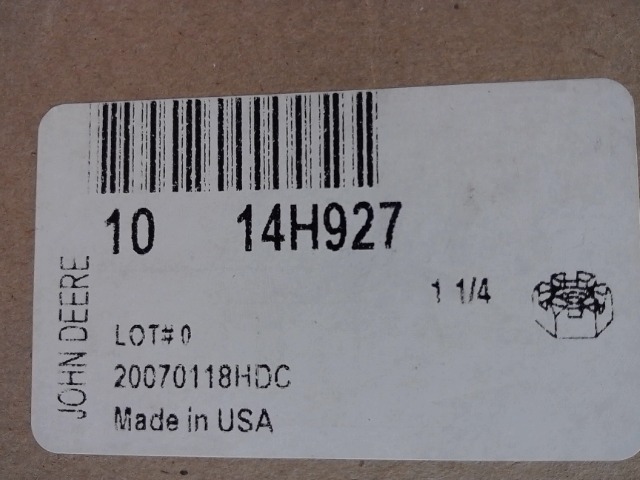 10 14H927
1 1/4
JOHN DEERE
LOT# 0
20070118HDC
Made in USA